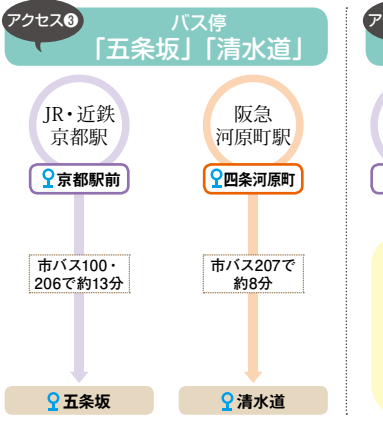 アクセス❸
バス停
「五条坂」「清水道」
JR・近鉄
京都駅
京都駅前
市バス100・
206で約13分
五条坂
阪急
河原町駅
四条河原町
市バス207で
約8分
清水道
ア